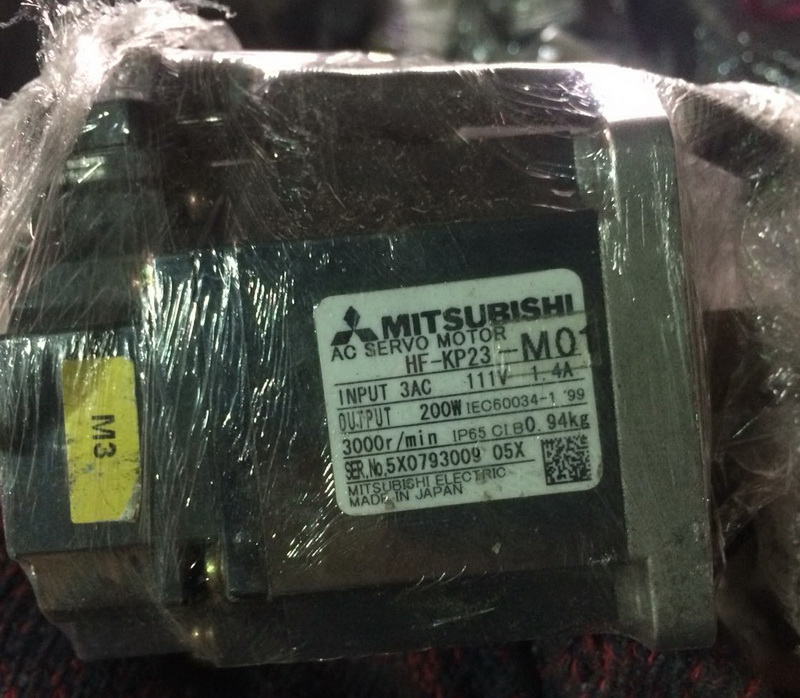 MITSUBISHI
AC SERVO MOTOR
HF-KP23 -M01
INPUT 3AC 111V 1.4A
OUTPUT 200W IEC60034-1 '99
3000r/min IP65 Cl.B 0.94kg
SER.No.5X0793009 05X
MITSUBISHI ELECTRIC
MADE IN JAPAN
M3